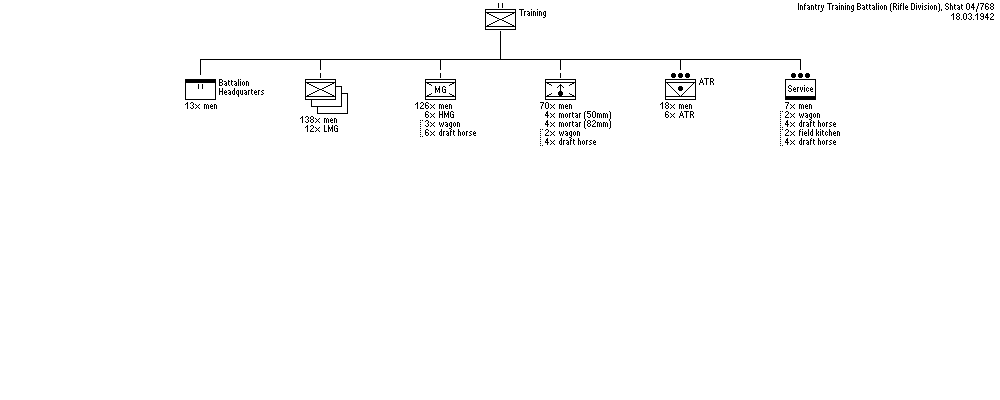 Infantry Training Battalion (Rifle Division), Shtat 04/768
18.03.1942
Training
Battalion
Headquarters
13× men
138× men
12× LMG
MG
126× men
6× HMG
3× wagon
6× draft horse
70× men
4× mortar (50mm)
4× mortar (82mm)
2× wagon
4× draft horse
ATR
18× men
6× ATR
Service
7× men
2× wagon
4× draft horse
2× field kitchen
4× draft horse